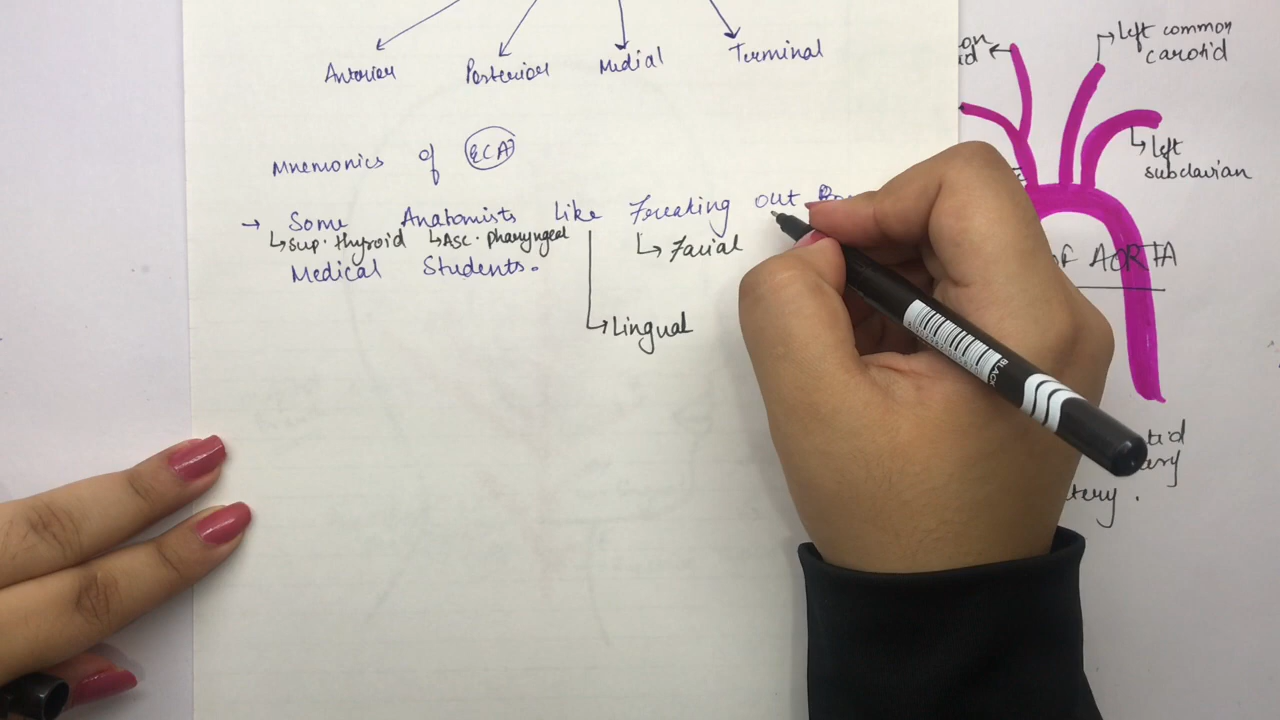 Anterior Posterior Medial Terminal
Mnemonics of ECA
→ Some Anatomists Like Freaking out
↳ Sup. thyroid ↳ Asc. pharyngeal ↳ Facial
Medical Students.
↳ Lingual
left common
carotid
left
subclavian
OF AORTA
BLACK